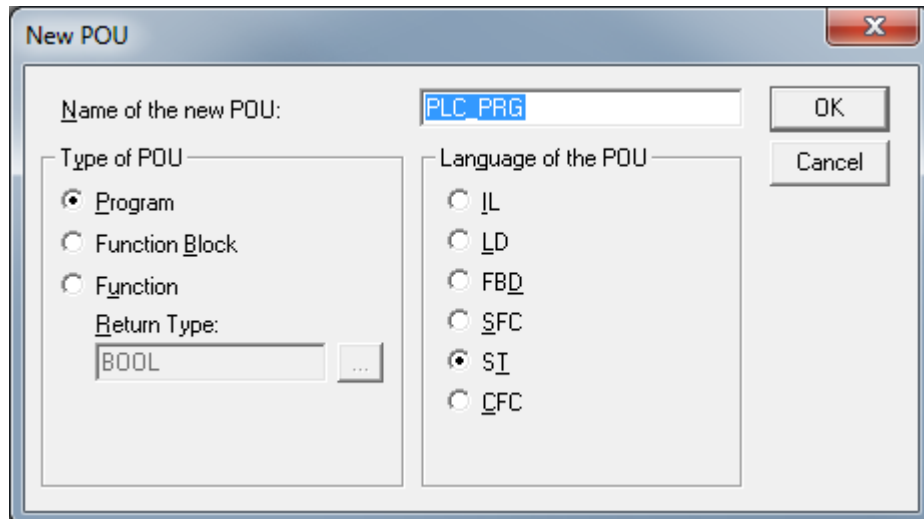 New POU
Name of the new POU:
PLC_PRG
OK
Cancel
Type of POU
Program
Function Block
Function
Return Type:
BOOL
...
Language of the POU
IL
LD
FBD
SFC
ST
CFC